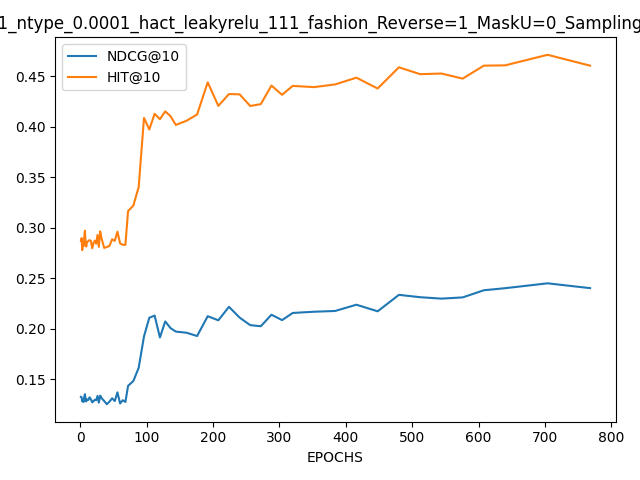 1_ntype_0.0001_hact_leakyrelu_111_fashion_Reverse=1_MaskU=0_Sampling
NDCG@10
HIT@10
0.45
0.40
0.35
0.30
0.25
0.20
0.15
0 100 200 300 400 500 600 700 800
EPOCHS